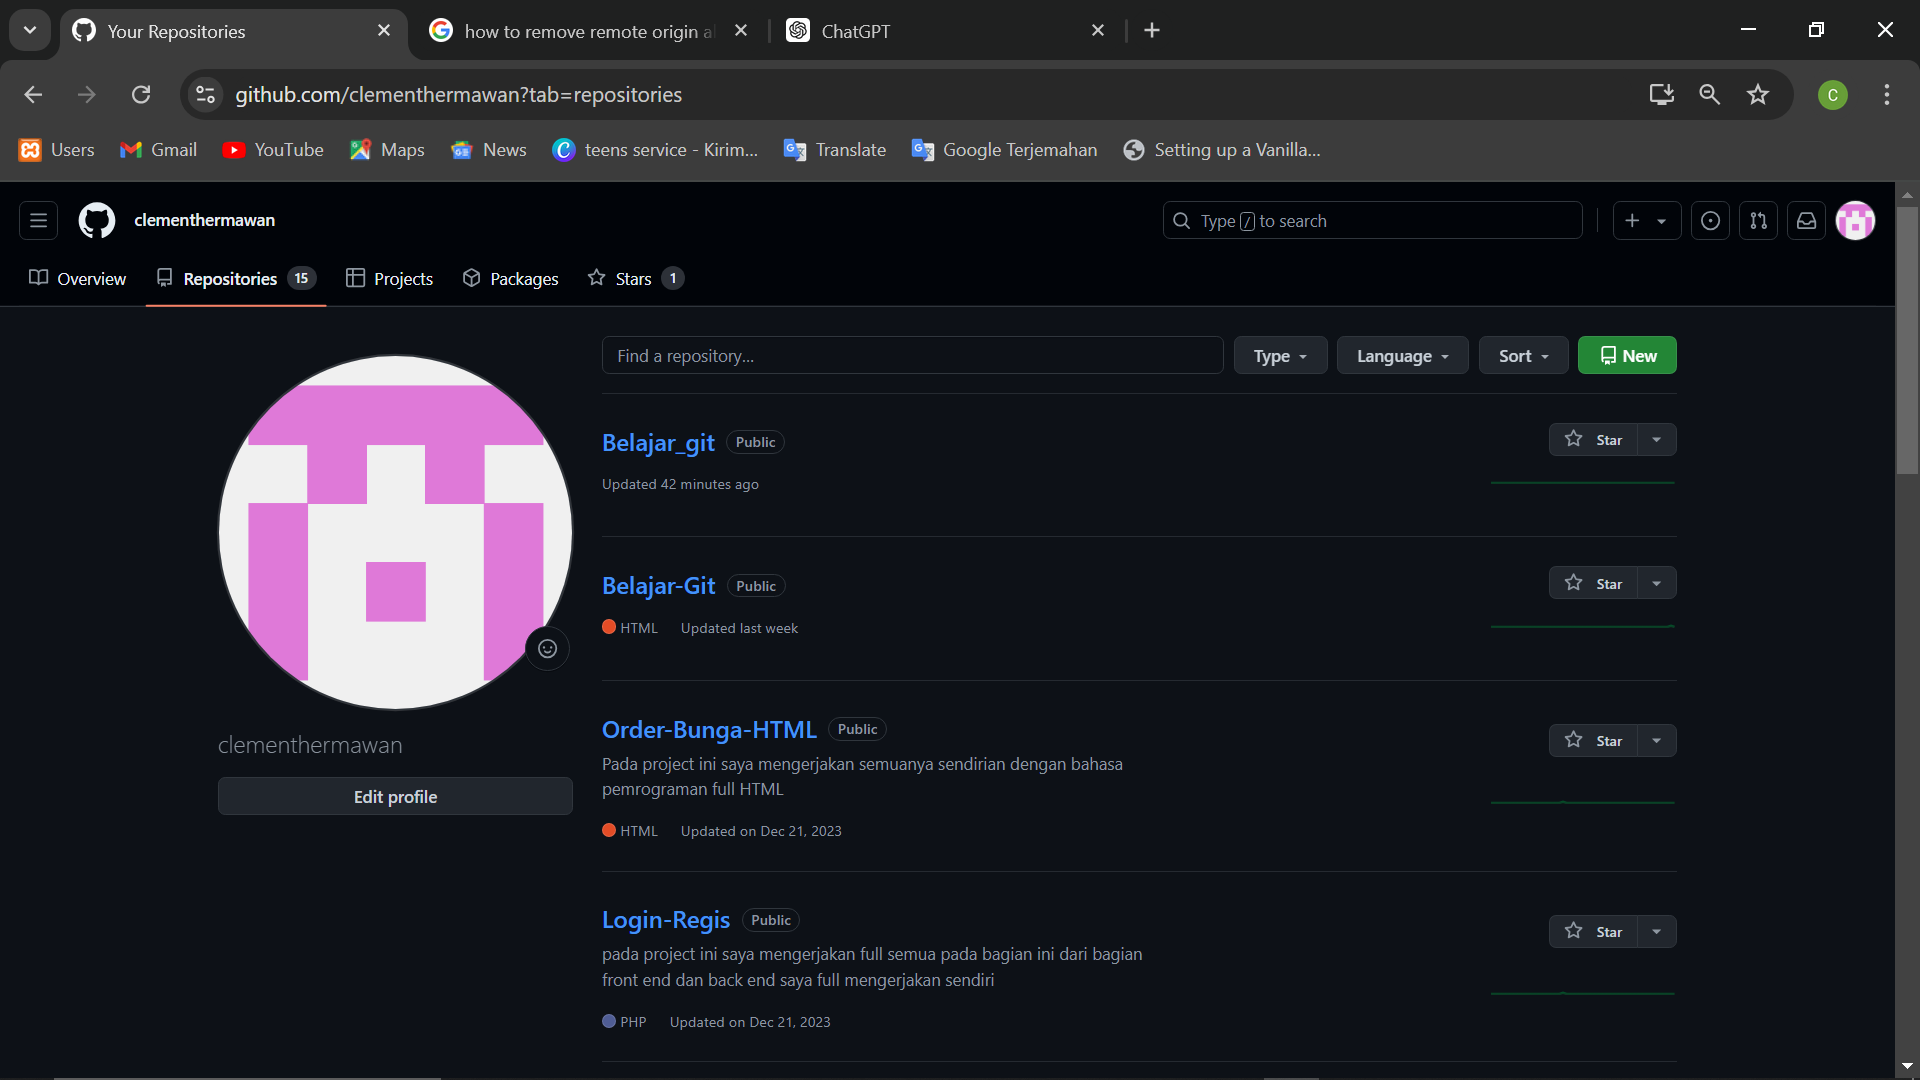 Your Repositories
how to remove remote origin al
ChatGPT
github.com/clementhermawan?tab=repositories
C
Users
Gmail
YouTube
Maps
News
teens service - Kirim...
Translate
Google Terjemahan
Setting up a Vanilla...
clementhermawan
Type / to search
Overview
Repositories 15
Projects
Packages
Stars 1
Find a repository...
Type
Language
Sort
New
Belajar_git Public
Star
Updated 42 minutes ago
Belajar-Git Public
Star
HTML Updated last week
Order-Bunga-HTML Public
Star
Pada project ini saya mengerjakan semuanya sendirian dengan bahasa
pemrograman full HTML
HTML Updated on Dec 21, 2023
Login-Regis Public
Star
pada project ini saya mengerjakan full semua pada bagian ini dari bagian
front end dan back end saya full mengerjakan sendiri
PHP Updated on Dec 21, 2023
clementhermawan
Edit profile